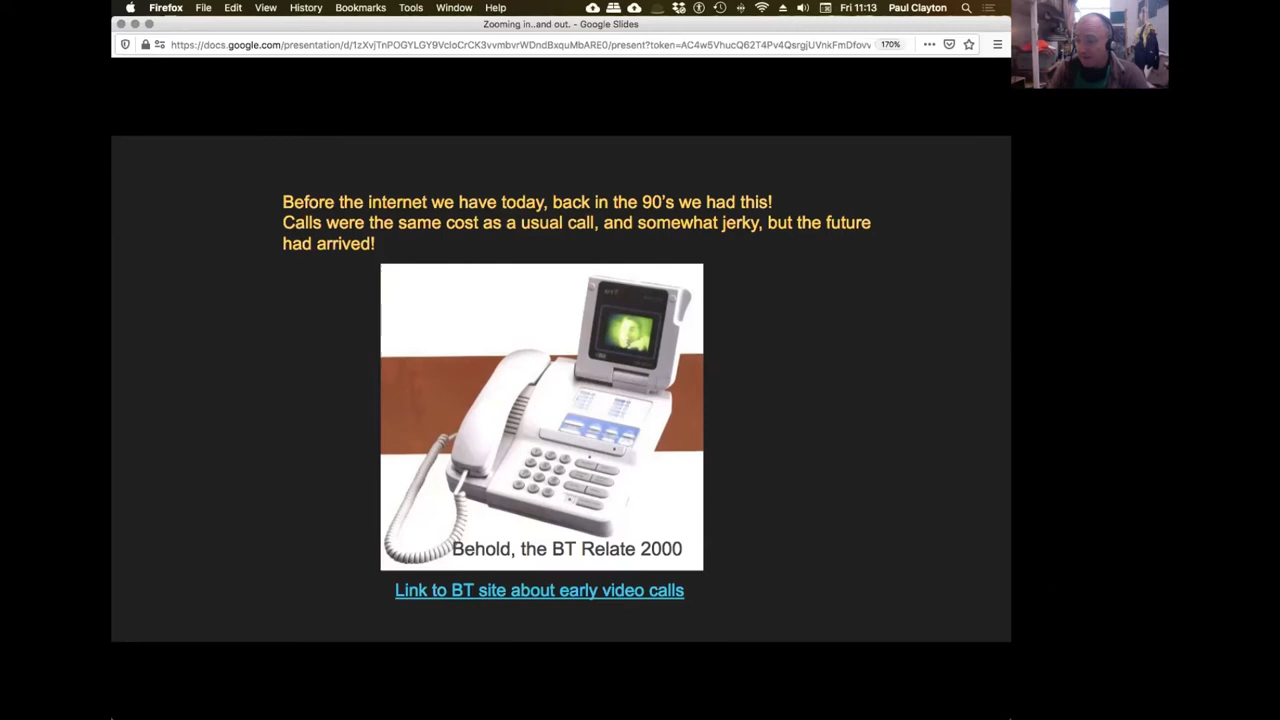 Firefox File Edit View History Bookmarks Tools Window Help Fri 11:13 Paul Clayton
Zooming in..and out. - Google Slides
170%
Before the internet we have today, back in the 90's we had this!
Calls were the same cost as a usual call, and somewhat jerky, but the future
had arrived!
BT
Behold, the BT Relate 2000
Link to BT site about early video calls